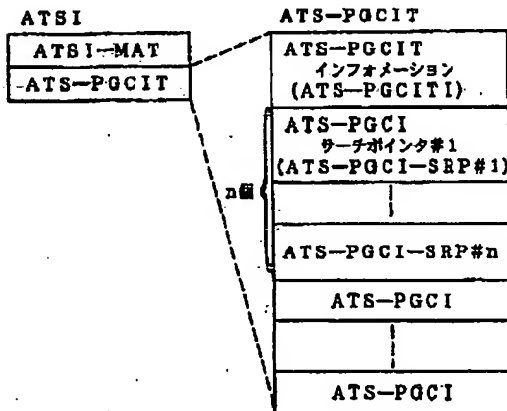 ATSI
ATSI-MAT
ATS-PGCIT
ATS-PGCIT
ATS-PGCIT
インフォメーション
(ATS-PGCITI)
ATS-PGCI
サーチポインタ#1
(ATS-PGCI-SRP#1)
n個
ATS-PGCI-SRP#n
ATS-PGCI
ATS-PGCI